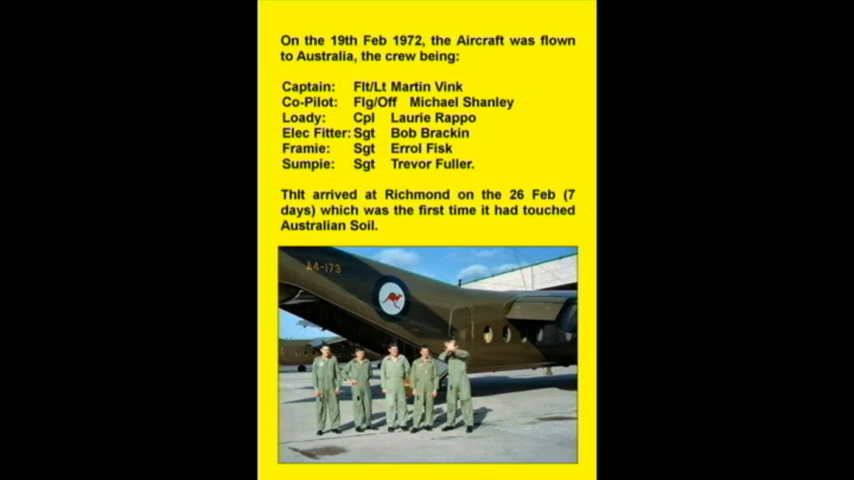 On the 19th Feb 1972, the Aircraft was flown
to Australia, the crew being:
Captain: Flt/Lt Martin Vink
Co-Pilot: Flg/Off Michael Shanley
Loady: Cpl Laurie Rappo
Elec Fitter: Sgt Bob Brackin
Framie: Sgt Errol Fisk
Sumpie: Sgt Trevor Fuller.
ThIt arrived at Richmond on the 26 Feb (7
days) which was the first time it had touched
Australian Soil.
A4-173